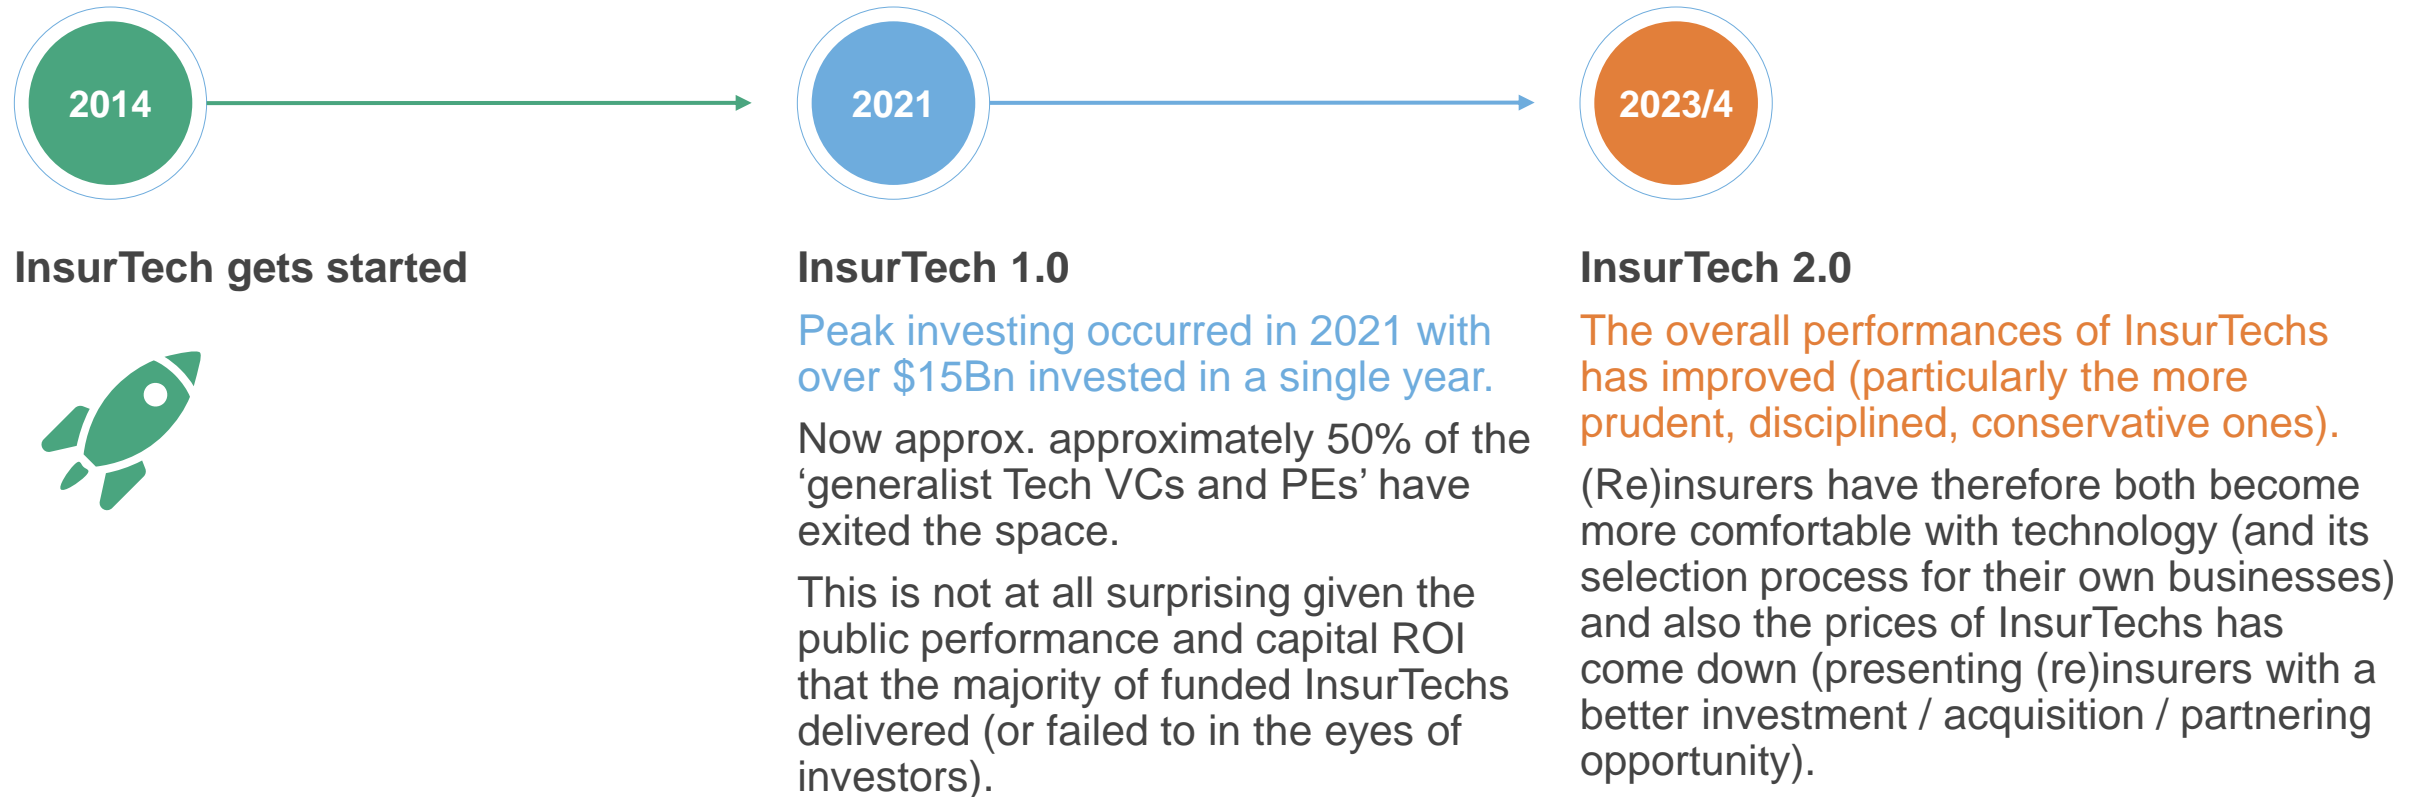 2014
2021
2023/4
InsurTech gets started
InsurTech 1.0
Peak investing occurred in 2021 with
over $15Bn invested in a single year.
Now approx. approximately 50% of the
‘generalist Tech VCs and PEs’ have
exited the space.
This is not at all surprising given the
public performance and capital ROI
that the majority of funded InsurTechs
delivered (or failed to in the eyes of
investors).
InsurTech 2.0
The overall performances of InsurTechs
has improved (particularly the more
prudent, disciplined, conservative ones).
(Re)insurers have therefore both become
more comfortable with technology (and its
selection process for their own businesses)
and also the prices of InsurTechs has
come down (presenting (re)insurers with a
better investment / acquisition / partnering
opportunity).